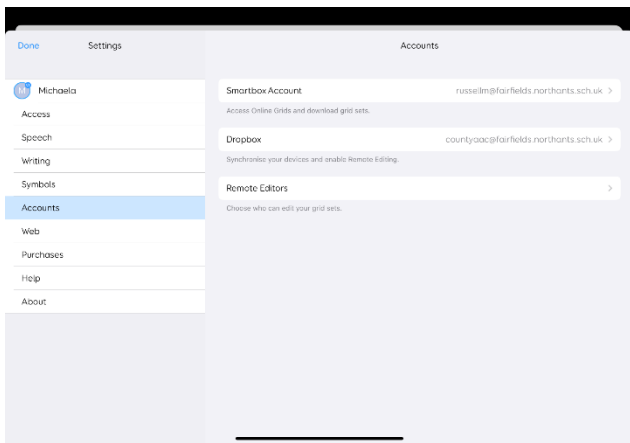 Done Settings Accounts
M Michaela
Access
Speech
Writing
Symbols
Accounts
Web
Purchases
Help
About
Smartbox Account russellm@fairfields.northants.sch.uk
Access Online Grids and download grid sets.
Dropbox countyaac@fairfields.northants.sch.uk
Synchronise your devices and enable Remote Editing.
Remote Editors
Choose who can edit your grid sets.